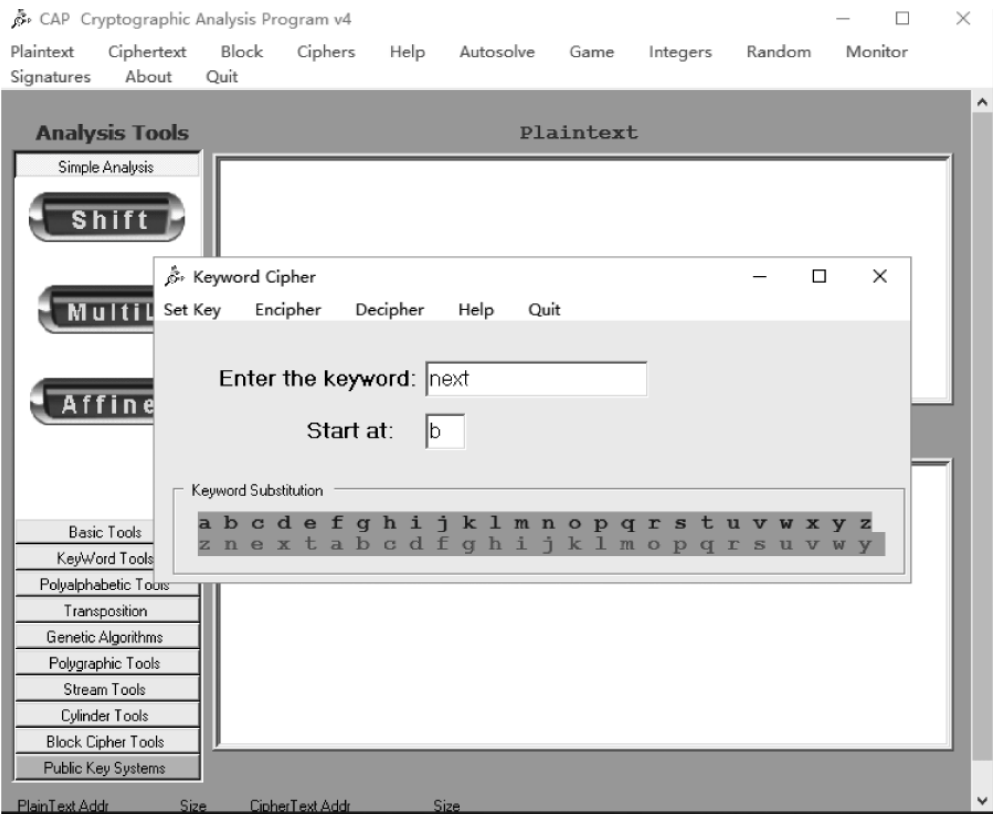 CAP Cryptographic Analysis Program v4
Plaintext Ciphertext Block Ciphers Help Autosolve Game Integers Random Monitor
Signatures About Quit
Analysis Tools
Plaintext
Simple Analysis
Shift
MultiL
Affine
Keyword Cipher
Set Key Encipher Decipher Help Quit
Enter the keyword: next
Start at: b
Keyword Substitution
a b c d e f g h i j k l m n o p q r s t u v w x y z
z n e x t a b c d f g h i j k l m o p q r s u v w y
Basic Tools
KeyWord Tools
Polyalphabetic Tools
Transposition
Genetic Algorithms
Polygraphic Tools
Stream Tools
Cylinder Tools
Block Cipher Tools
Public Key Systems
PlainText Addr Size CipherText Addr Size